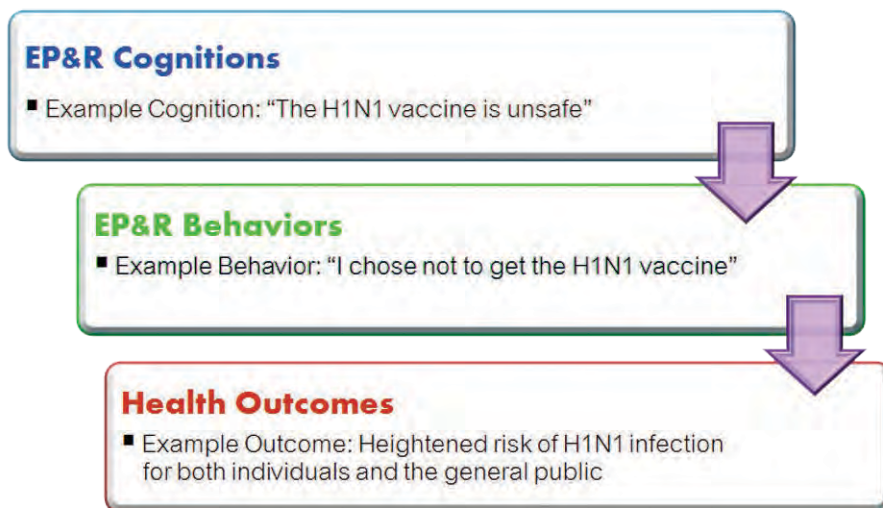 EP&R Cognitions
▪ Example Cognition: “The H1N1 vaccine is unsafe”
EP&R Behaviors
▪ Example Behavior: “I chose not to get the H1N1 vaccine”
Health Outcomes
▪ Example Outcome: Heightened risk of H1N1 infection
for both individuals and the general public